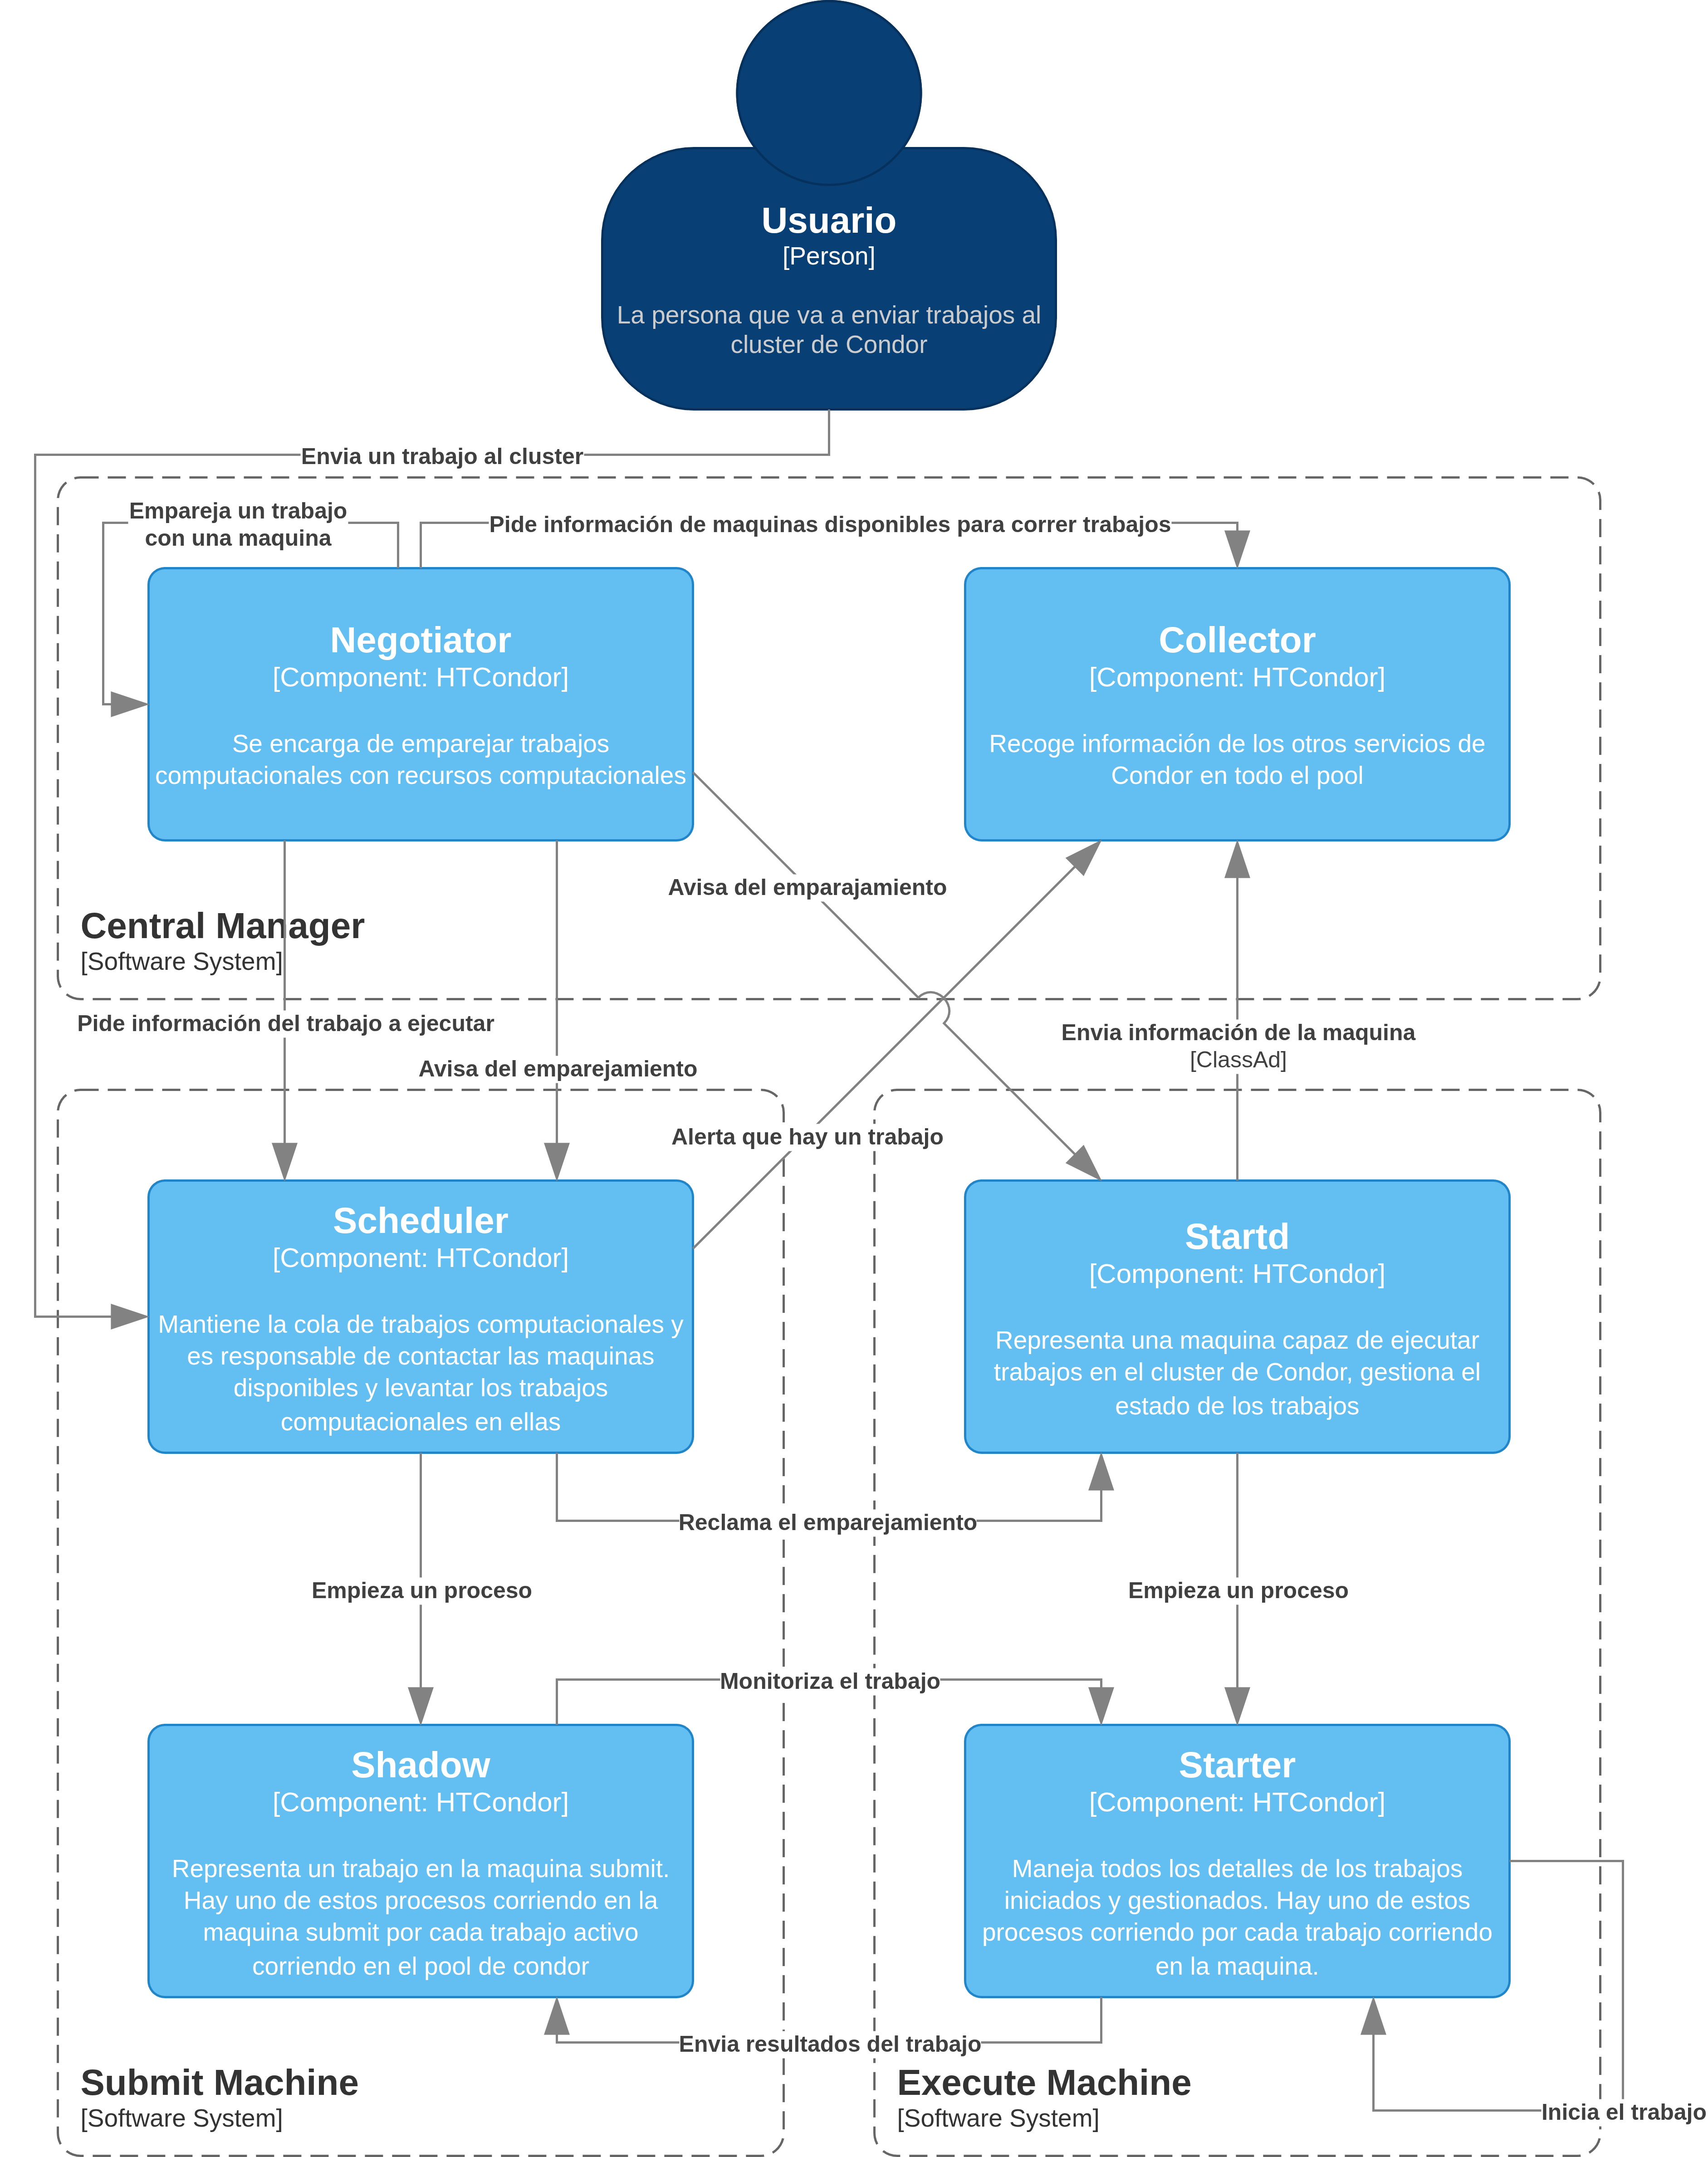 Usuario
[Person]
La persona que va a enviar trabajos al
cluster de Condor
Envia un trabajo al cluster
Empareja un trabajo
con una maquina
Pide información de maquinas disponibles para correr trabajos
Negotiator
[Component: HTCondor]
Se encarga de emparejar trabajos
computacionales con recursos computacionales
Collector
[Component: HTCondor]
Recoge información de los otros servicios de
Condor en todo el pool
Avisa del emparajamiento
Central Manager
[Software System]
Pide información del trabajo a ejecutar
Avisa del emparejamiento
Envia información de la maquina
[ClassAd]
Alerta que hay un trabajo
Scheduler
[Component: HTCondor]
Mantiene la cola de trabajos computacionales y
es responsable de contactar las maquinas
disponibles y levantar los trabajos
computacionales en ellas
Startd
[Component: HTCondor]
Representa una maquina capaz de ejecutar
trabajos en el cluster de Condor, gestiona el
estado de los trabajos
Reclama el emparejamiento
Empieza un proceso
Empieza un proceso
Monitoriza el trabajo
Shadow
[Component: HTCondor]
Representa un trabajo en la maquina submit.
Hay uno de estos procesos corriendo en la
maquina submit por cada trabajo activo
corriendo en el pool de condor
Starter
[Component: HTCondor]
Maneja todos los detalles de los trabajos
iniciados y gestionados. Hay uno de estos
procesos corriendo por cada trabajo corriendo
en la maquina.
Envia resultados del trabajo
Submit Machine
[Software System]
Execute Machine
[Software System]
Inicia el trabajo